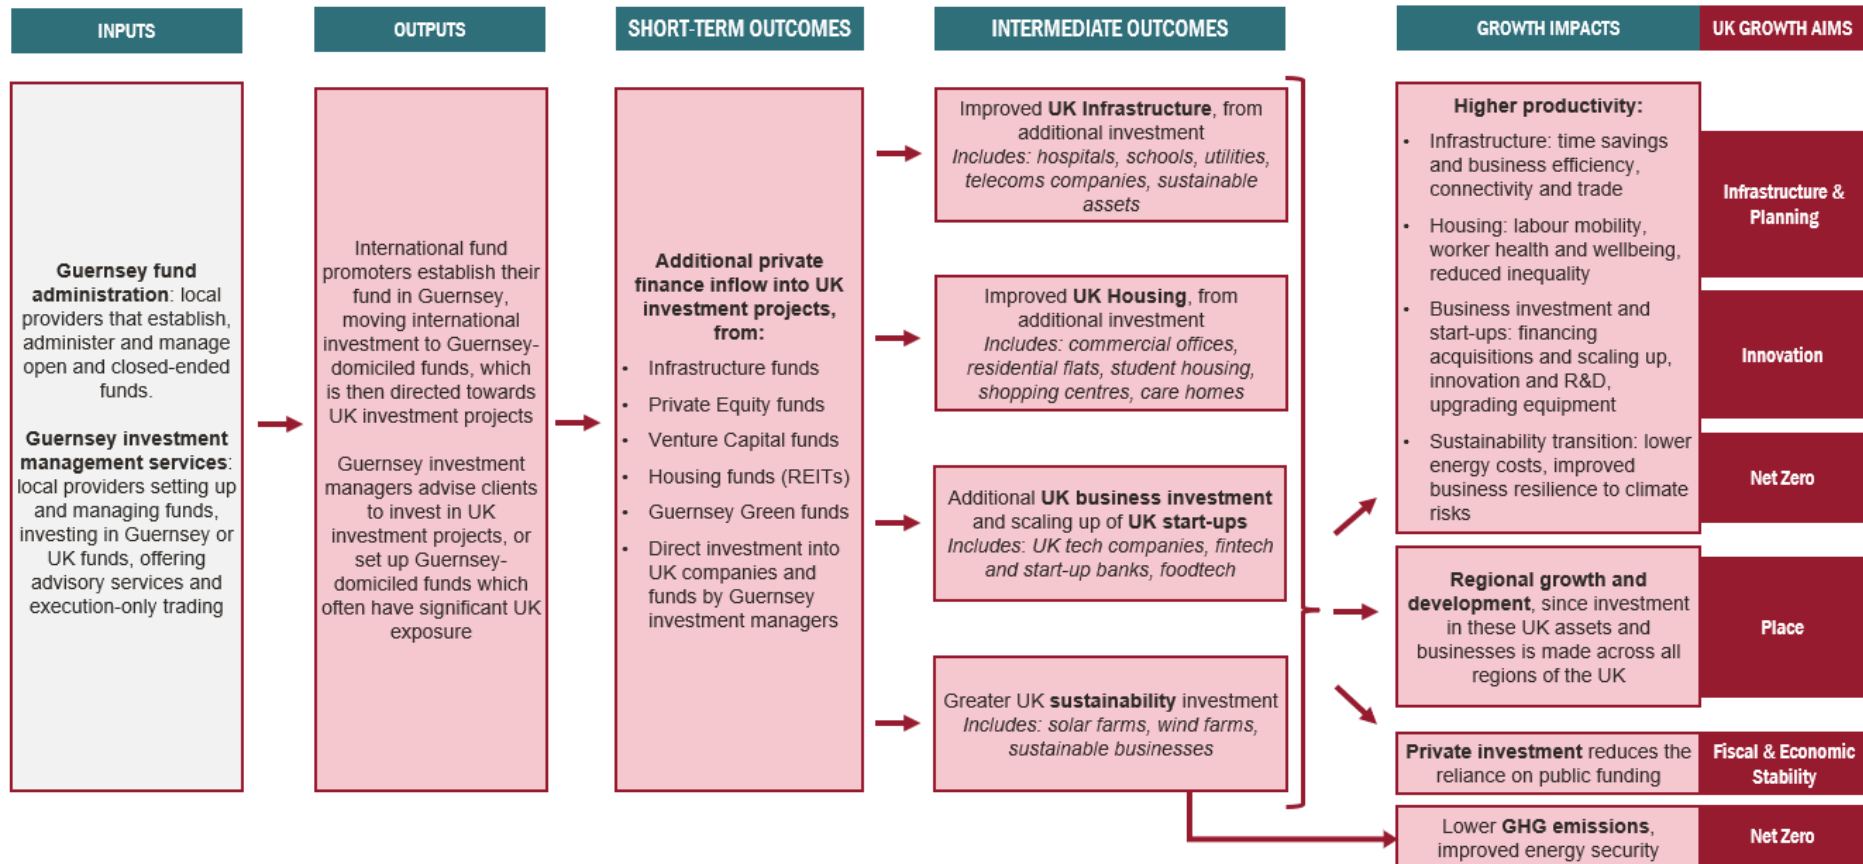 INPUTS
OUTPUTS
SHORT-TERM OUTCOMES
INTERMEDIATE OUTCOMES
GROWTH IMPACTS
UK GROWTH AIMS
Guernsey fund
administration: local
providers that establish,
administer and manage
open and closed-ended
funds.
Guernsey investment
management services:
local providers setting up
and managing funds,
investing in Guernsey or
UK funds, offering
advisory services and
execution-only trading
International fund
promoters establish their
fund in Guernsey,
moving international
investment to Guernsey-
domiciled funds, which
is then directed towards
UK investment projects
Guernsey investment
managers advise clients
to invest in UK
investment projects, or
set up Guernsey-
domiciled funds which
often have significant UK
exposure
Additional private
finance inflow into UK
investment projects,
from:
• Infrastructure funds
• Private Equity funds
• Venture Capital funds
• Housing funds (REITs)
• Guernsey Green funds
• Direct investment into
UK companies and
funds by Guernsey
investment managers
Improved UK Infrastructure, from
additional investment
Includes: hospitals, schools, utilities,
telecoms companies, sustainable
assets
Improved UK Housing, from
additional investment
Includes: commercial offices,
residential flats, student housing,
shopping centres, care homes
Additional UK business investment
and scaling up of UK start-ups
Includes: UK tech companies, fintech
and start-up banks, foodtech
Greater UK sustainability investment
Includes: solar farms, wind farms,
sustainable businesses
Higher productivity:
• Infrastructure: time savings
and business efficiency,
connectivity and trade
• Housing: labour mobility,
worker health and wellbeing,
reduced inequality
• Business investment and
start-ups: financing
acquisitions and scaling up,
innovation and R&D,
upgrading equipment
• Sustainability transition: lower
energy costs, improved
business resilience to climate
risks
Infrastructure &
Planning
Innovation
Net Zero
Regional growth and
development, since investment
in these UK assets and
businesses is made across all
regions of the UK
Place
Private investment reduces the
reliance on public funding
Fiscal & Economic
Stability
Lower GHG emissions,
improved energy security
Net Zero